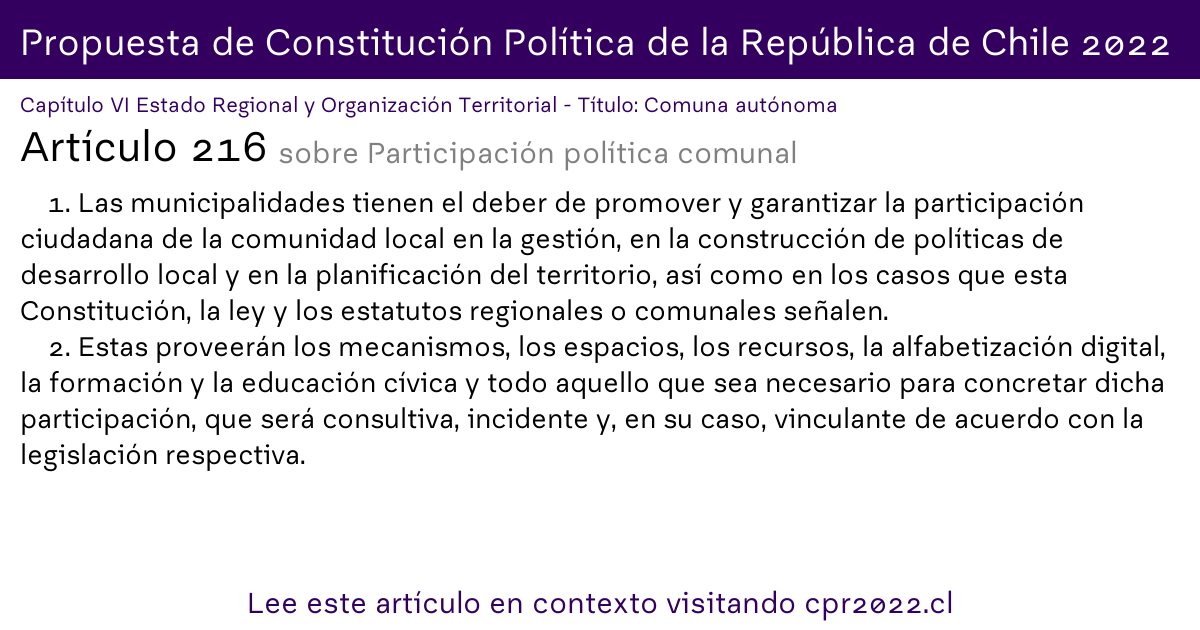 Propuesta de Constitución Política de la República de Chile 2022
Capítulo VI Estado Regional y Organización Territorial - Título: Comuna autónoma
Artículo 216 sobre Participación política comunal
1. Las municipalidades tienen el deber de promover y garantizar la participación
ciudadana de la comunidad local en la gestión, en la construcción de políticas de
desarrollo local y en la planificación del territorio, así como en los casos que esta
Constitución, la ley y los estatutos regionales o comunales señalen.
2. Estas proveerán los mecanismos, los espacios, los recursos, la alfabetización digital,
la formación y la educación cívica y todo aquello que sea necesario para concretar dicha
participación, que será consultiva, incidente y, en su caso, vinculante de acuerdo con la
legislación respectiva.
Lee este artículo en contexto visitando cpr2022.cl